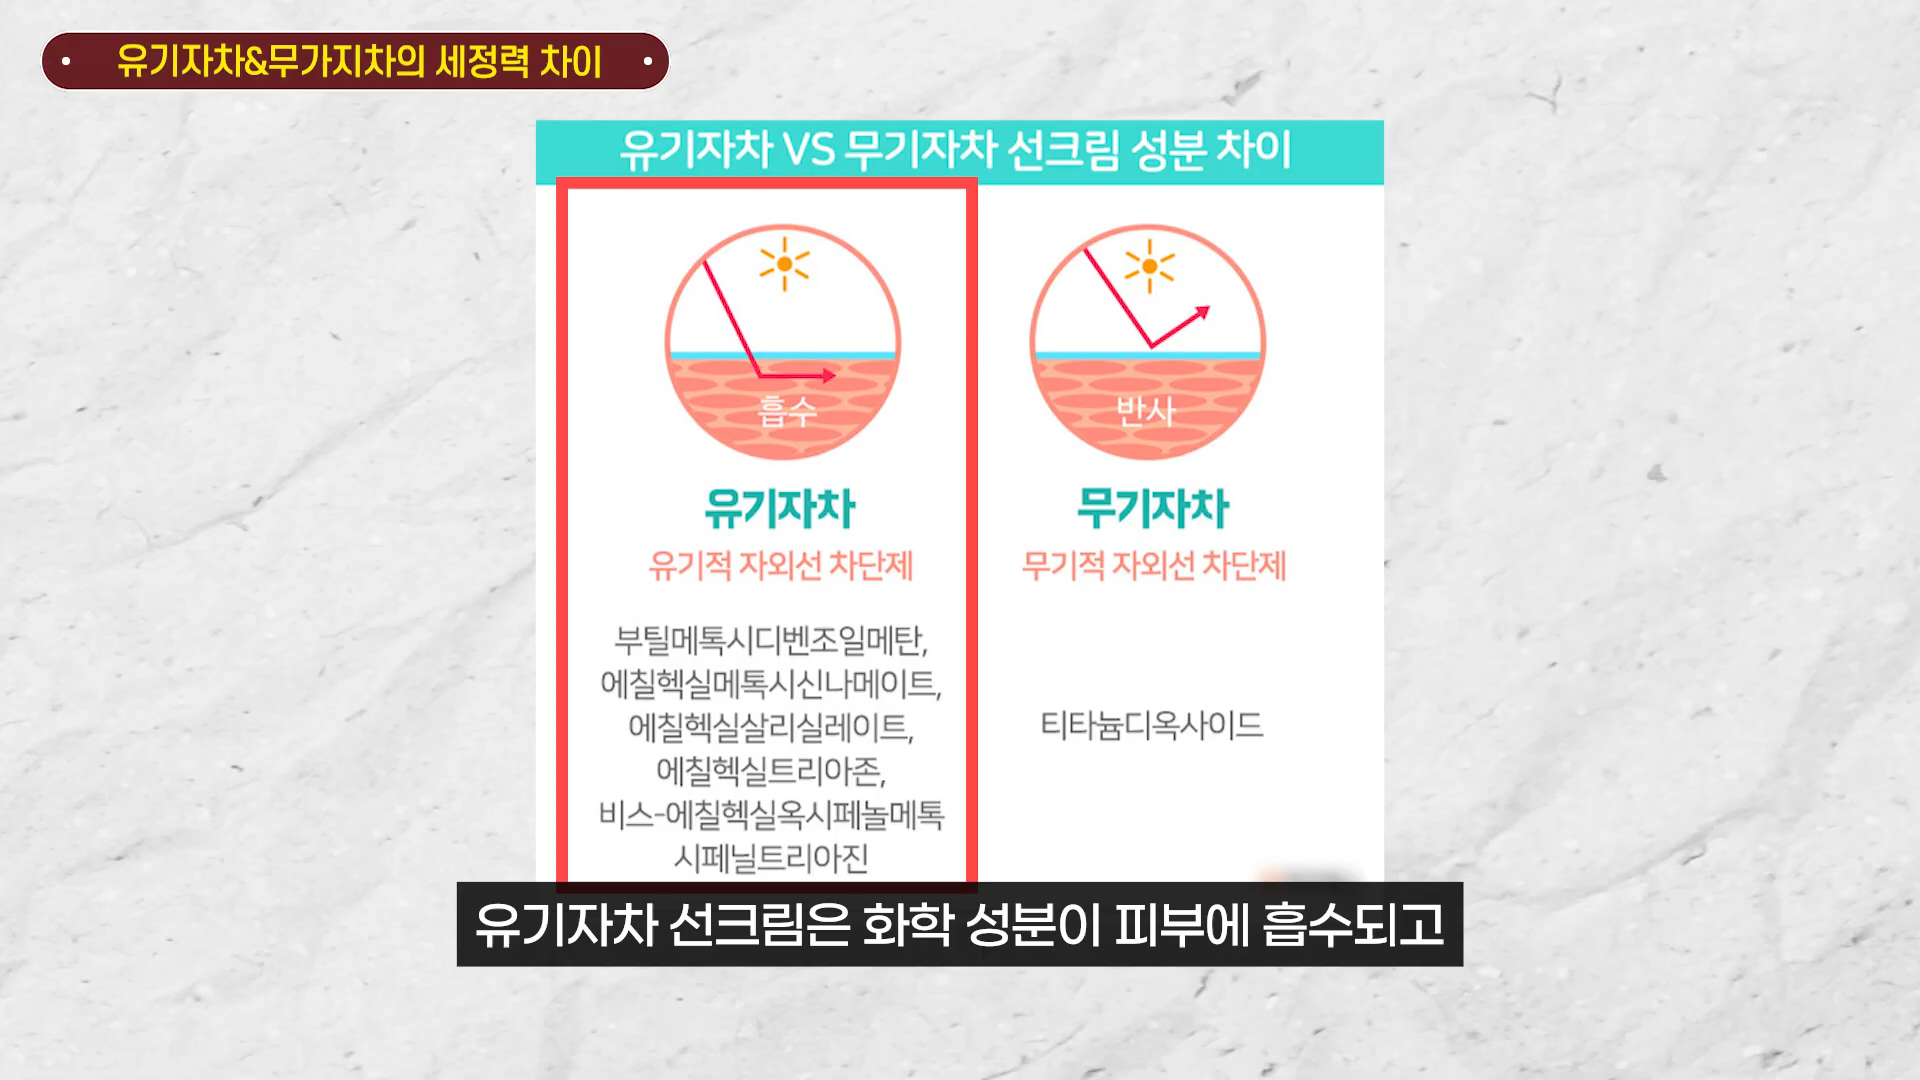 유기자차&무가지차의 세정력 차이
유기자차 VS 무기자차 선크림 성분 차이
흡수
반사
유기자차
무기자차
유기적 자외선 차단제
무기적 자외선 차단제
부틸메톡시디벤조일메탄,
에칠헥실메톡시신나메이트,
에칠헥실살리실레이트,
에칠헥실트리아존,
비스-에칠헥실옥시페놀메톡
시페닐트리아진
티타늄디옥사이드
유기자차 선크림은 화학 성분이 피부에 흡수되고